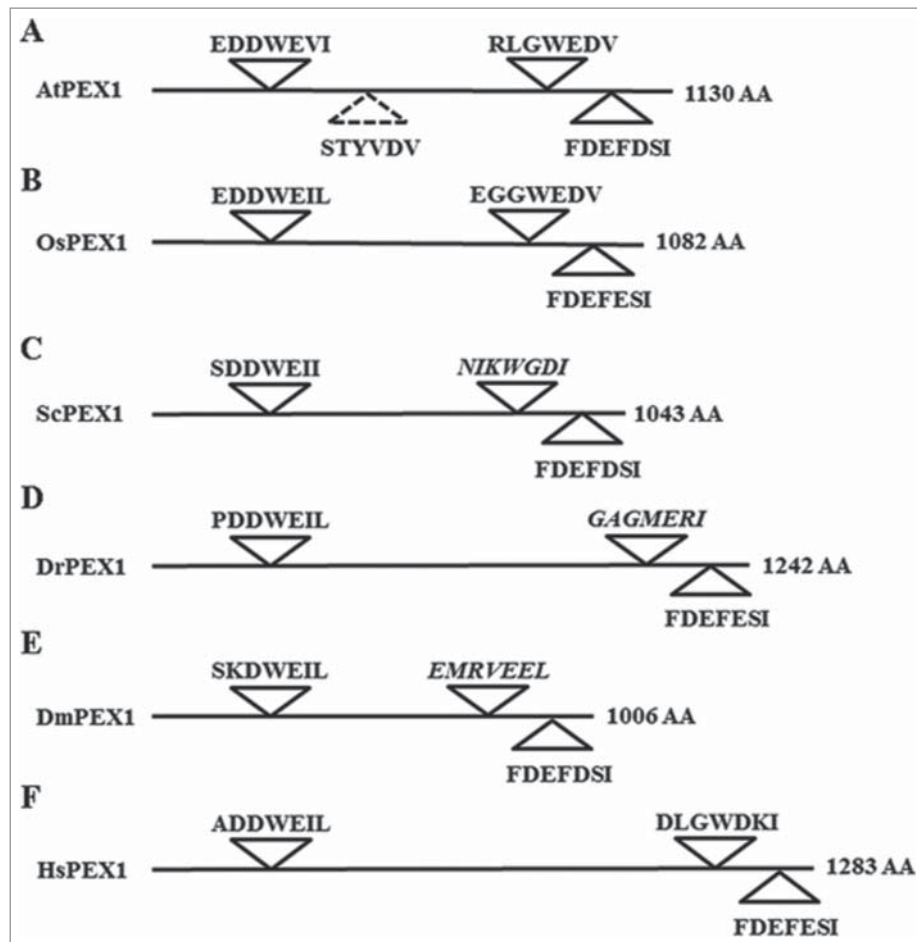 A
EDDWEVI RLGWEDV
AtPEX1 1130 AA
STYVDV FDEFDSI
B
EDDWEIL EGGWEDV
OsPEX1 1082 AA
FDEFESI
C
SDDWEII NIKWGDI
ScPEX1 1043 AA
FDEFDSI
D
PDDWEIL GAGMERI
DrPEX1 1242 AA
FDEFESI
E
SKDWEIL EMRVEEL
DmPEX1 1006 AA
FDEFDSI
F
ADDWEIL DLGWDKI
HsPEX1 1283 AA
FDEFESI